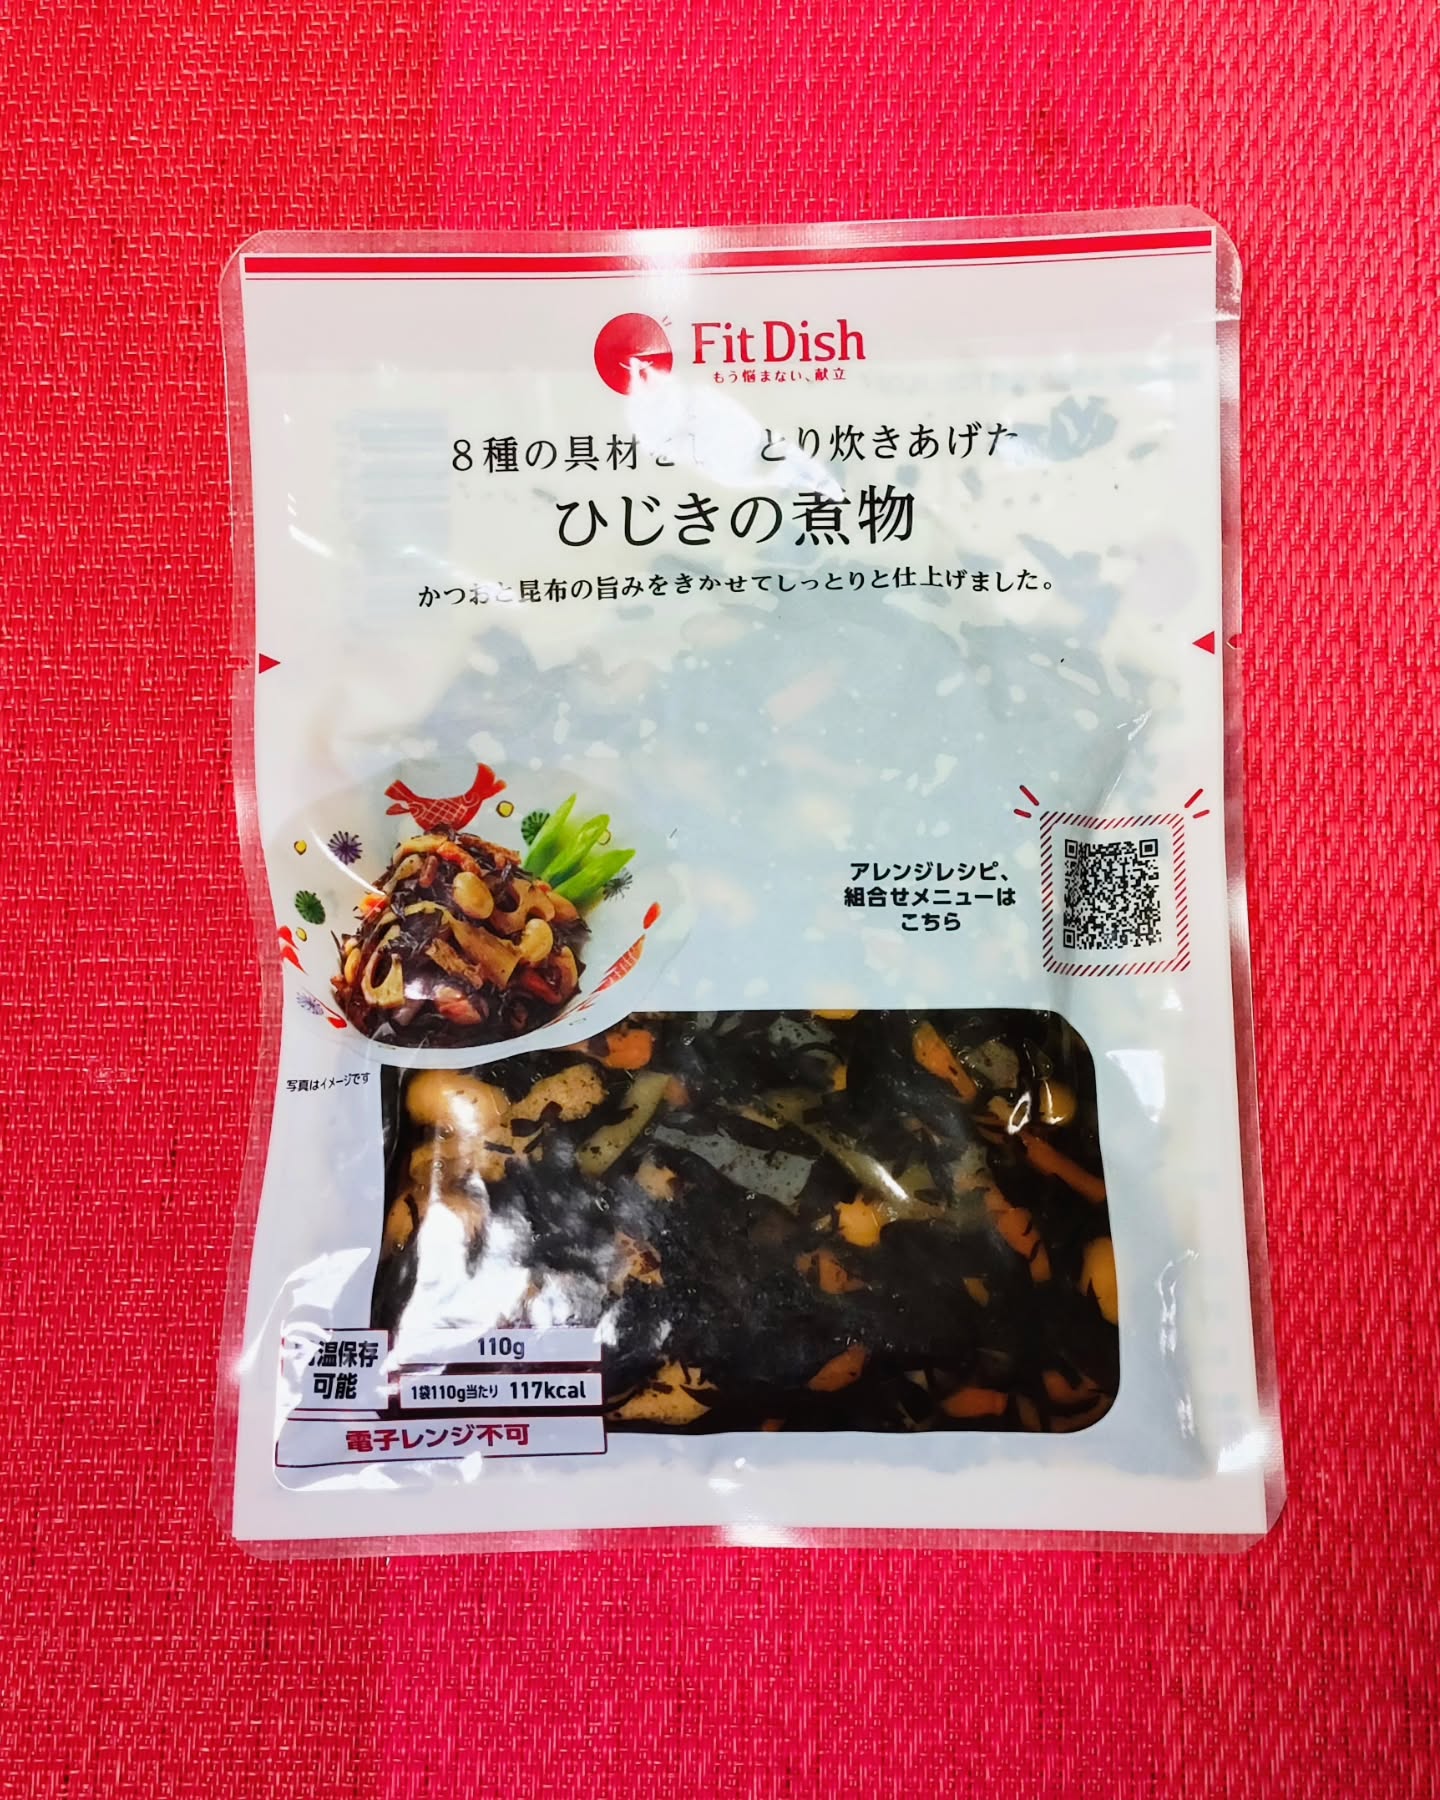 Fit Dish
もう悩まない、献立
8種の具材を とり炊きあげた
ひじきの煮物
かつおと昆布の旨みをきかせてしっとりと仕上げました。
アレンジレシピ、
組合せメニューは
こちら
写真はイメージです
温保存
可能
110g
1袋110g当たり 117kcal
電子レンジ不可